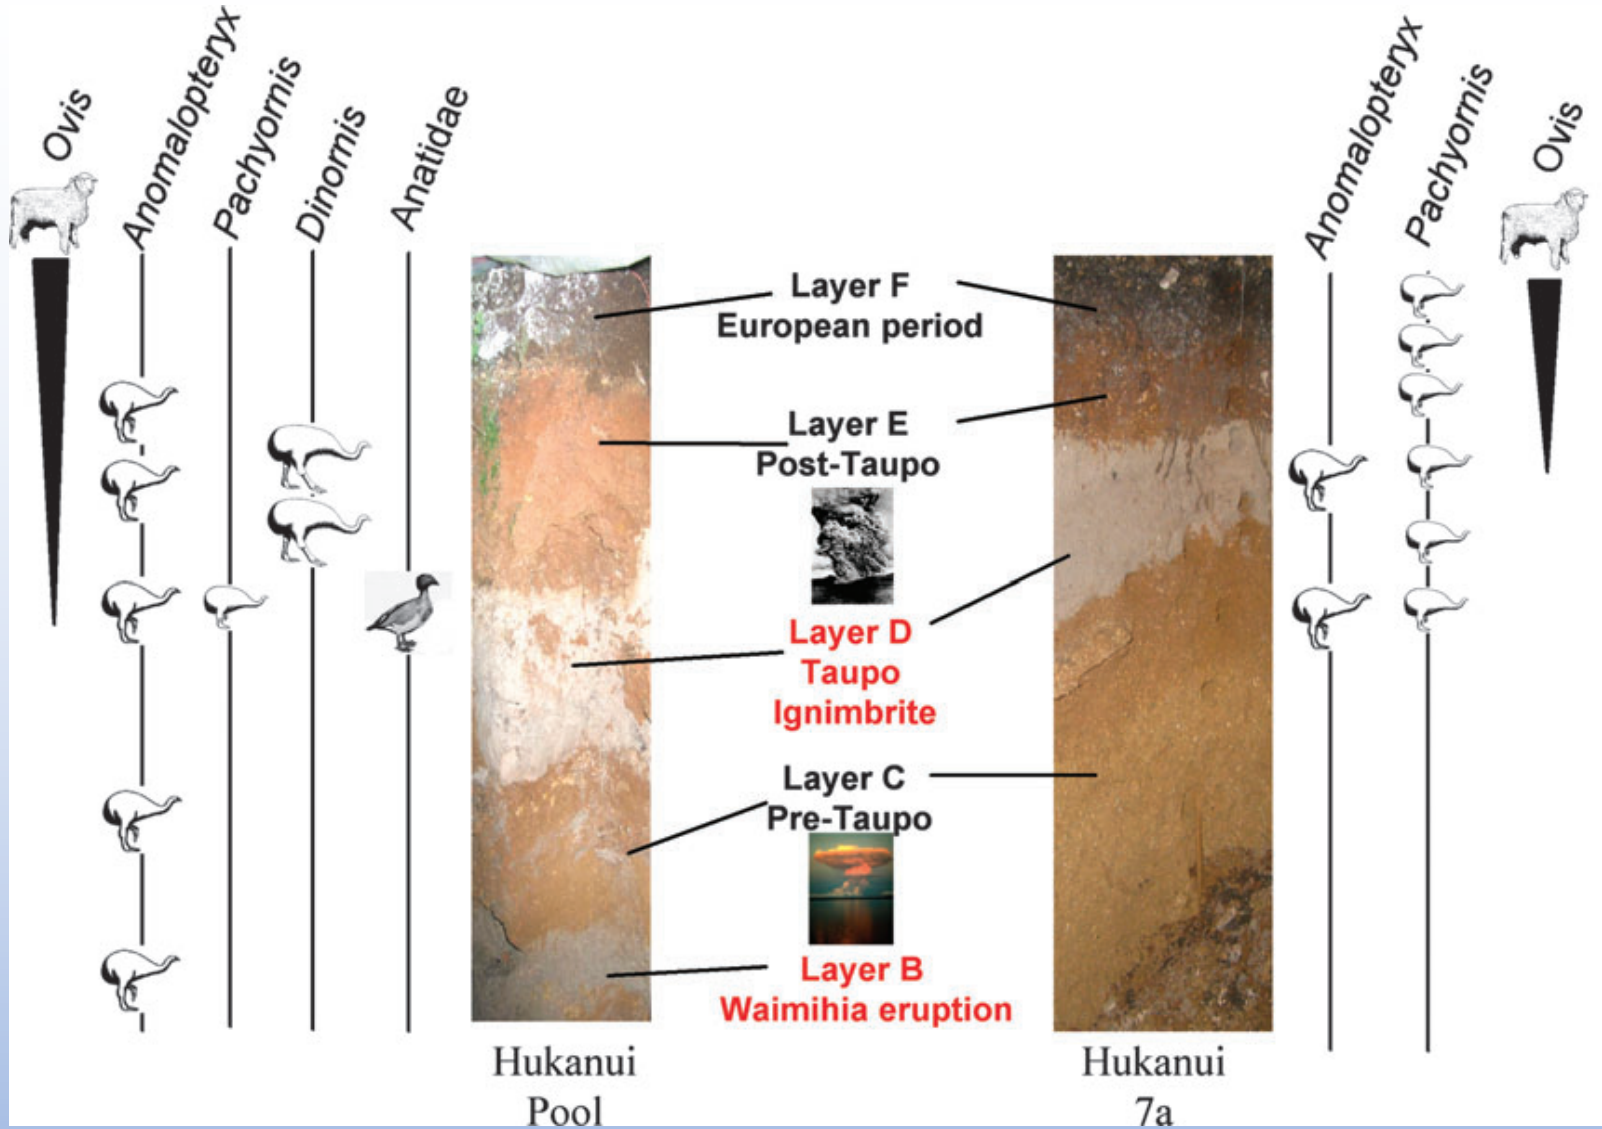 Ovis
Anomalopteryx
Pachyornis
Dinornis
Anatidae
Layer F
European period
Layer E
Post-Taupo
Layer D
Taupo
Ignimbrite
Layer C
Pre-Taupo
Layer B
Waimihia eruption
Hukanui
Pool
Hukanui
7a
Anomalopteryx
Pachyornis
Ovis